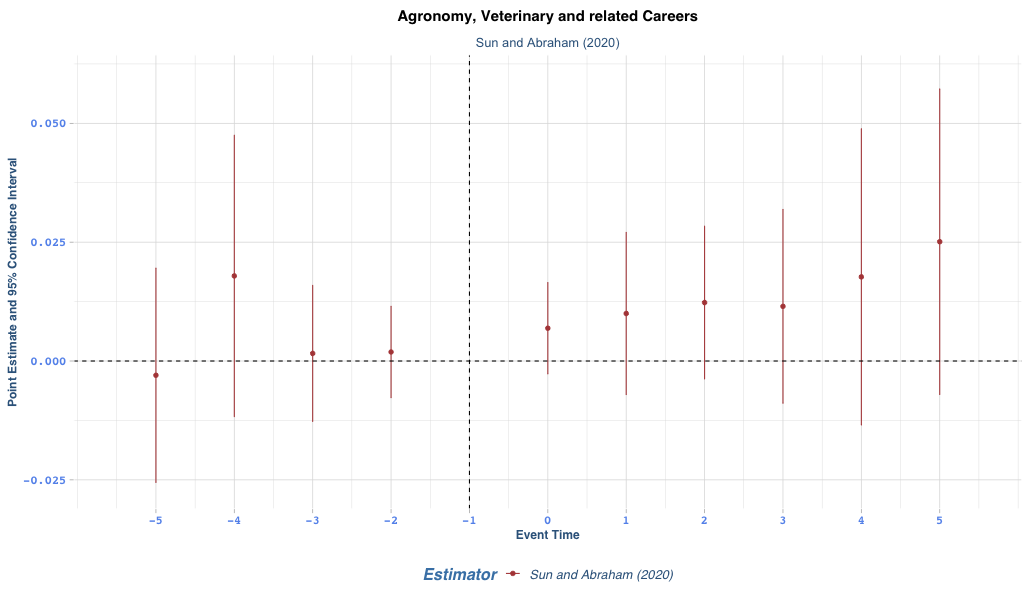 Agronomy, Veterinary and related Careers
Sun and Abraham (2020)
Point Estimate and 95% Confidence Interval
0.050
0.025
0.000
−0.025
−5 −4 −3 −2 −1 0 1 2 3 4 5
Event Time
Estimator Sun and Abraham (2020)